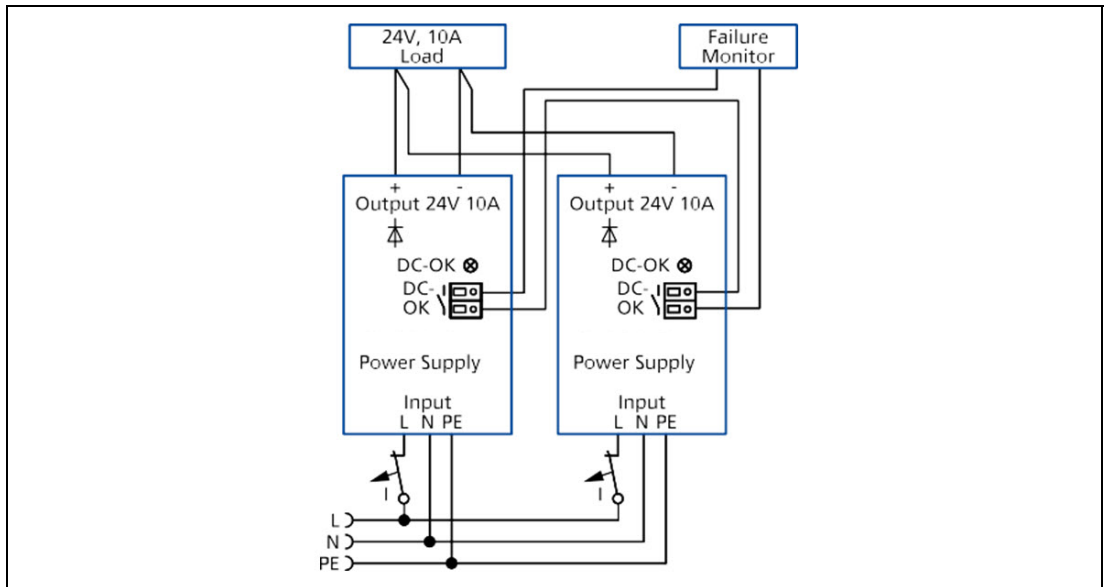 24V, 10A
Load
Failure
Monitor
+ -
Output 24V 10A
DC-OK
DC-
OK
Power Supply
Input
L N PE
I
+ -
Output 24V 10A
DC-OK
DC-
OK
Power Supply
Input
L N PE
I
L
N
PE